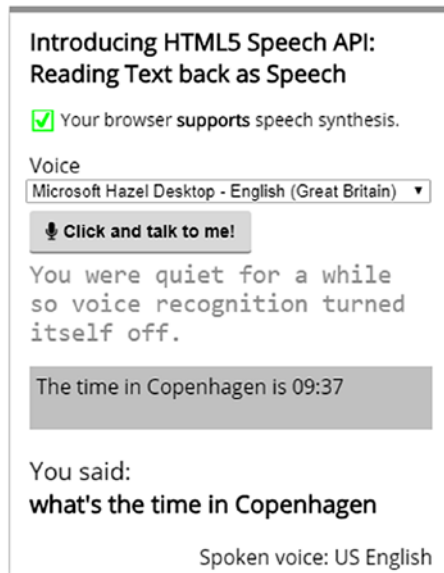 Introducing HTML5 Speech API:
Reading Text back as Speech
Your browser supports speech synthesis.
Voice
Microsoft Hazel Desktop - English (Great Britain)
Click and talk to me!
You were quiet for a while
so voice recognition turned
itself off.
The time in Copenhagen is 09:37
You said:
what's the time in Copenhagen
Spoken voice: US English